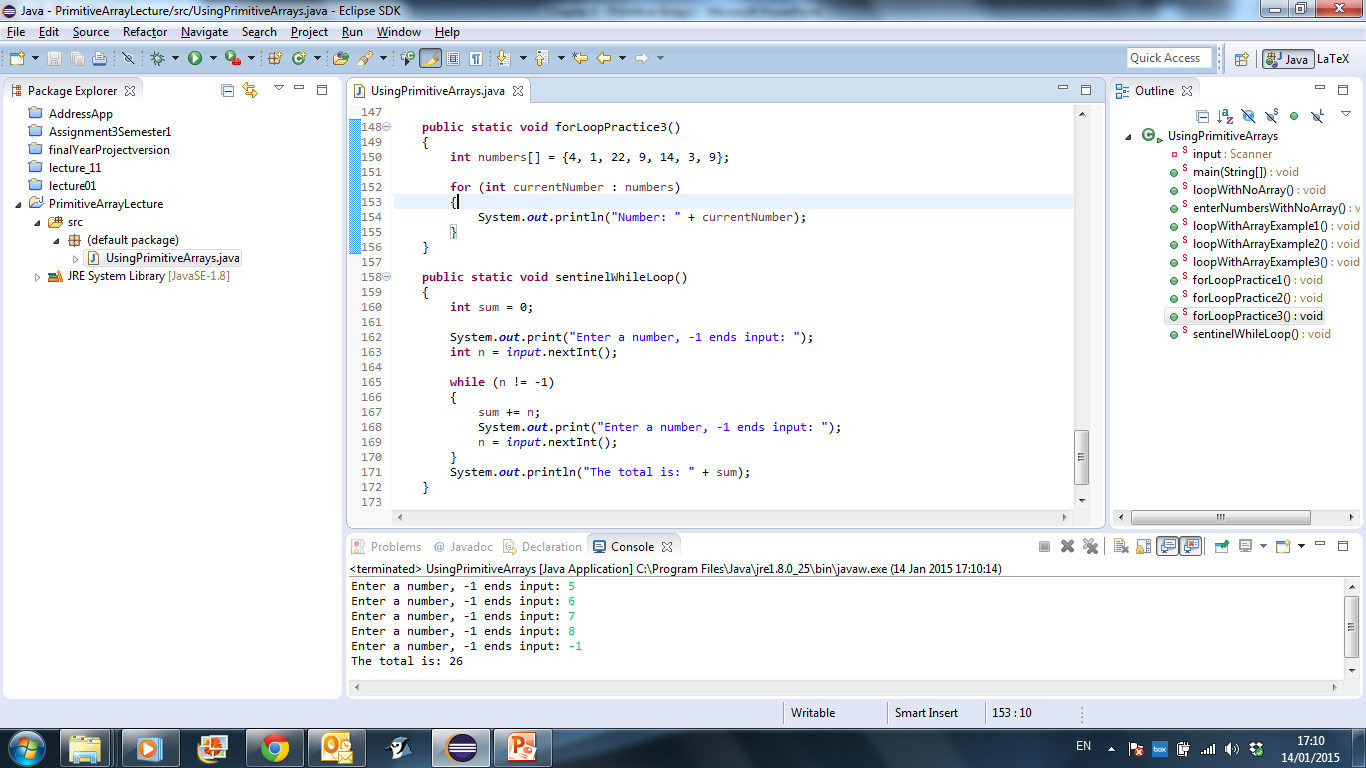 Java - PrimitiveArrayLecture/src/UsingPrimitiveArrays.java - Eclipse SDK
File Edit Source Refactor Navigate Search Project Run Window Help
Quick Access
Java
LaTeX
Package Explorer
AddressApp
Assignment3Semester1
finalYearProjectversion
lecture_11
lecture01
PrimitiveArrayLecture
src
(default package)
UsingPrimitiveArrays.java
JRE System Library [JavaSE-1.8]
UsingPrimitiveArrays.java
147
148 public static void forLoopPractice3()
149 {
150 int numbers[] = {4, 1, 22, 9, 14, 3, 9};
151
152 for (int currentNumber : numbers)
153 {
154 System.out.println("Number: " + currentNumber);
155 }
156 }
157
158 public static void sentinelWhileLoop()
159 {
160 int sum = 0;
161
162 System.out.print("Enter a number, -1 ends input: ");
163 int n = input.nextInt();
164
165 while (n != -1)
166 {
167 sum += n;
168 System.out.print("Enter a number, -1 ends input: ");
169 n = input.nextInt();
170 }
171 System.out.println("The total is: " + sum);
172 }
173
Outline
UsingPrimitiveArrays
input : Scanner
main(String[]) : void
loopWithNoArray() : void
enterNumbersWithNoArray() : v
loopWithArrayExample1() : void
loopWithArrayExample2() : void
loopWithArrayExample3() : void
forLoopPractice1() : void
forLoopPractice2() : void
forLoopPractice3() : void
sentinelWhileLoop() : void
Problems @ Javadoc Declaration Console
<terminated> UsingPrimitiveArrays [Java Application] C:\Program Files\Java\jre1.8.0_25\bin\javaw.exe (14 Jan 2015 17:10:14)
Enter a number, -1 ends input: 5
Enter a number, -1 ends input: 6
Enter a number, -1 ends input: 7
Enter a number, -1 ends input: 8
Enter a number, -1 ends input: -1
The total is: 26
Writable Smart Insert 153 : 10
EN
box
17:10
14/01/2015